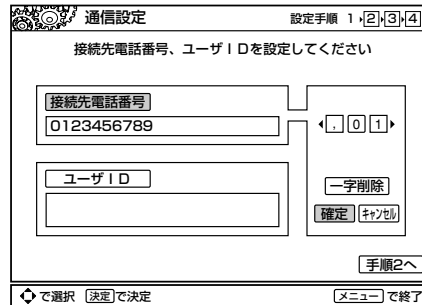 通信設定
設定手順 1 2 3 4
接続先電話番号、ユーザIDを設定してください
接続先電話番号
0123456789
, 0 1
ユーザID
一字削除
確定 キャンセル
手順2へ
で選択 決定 で決定
メニュー で終了